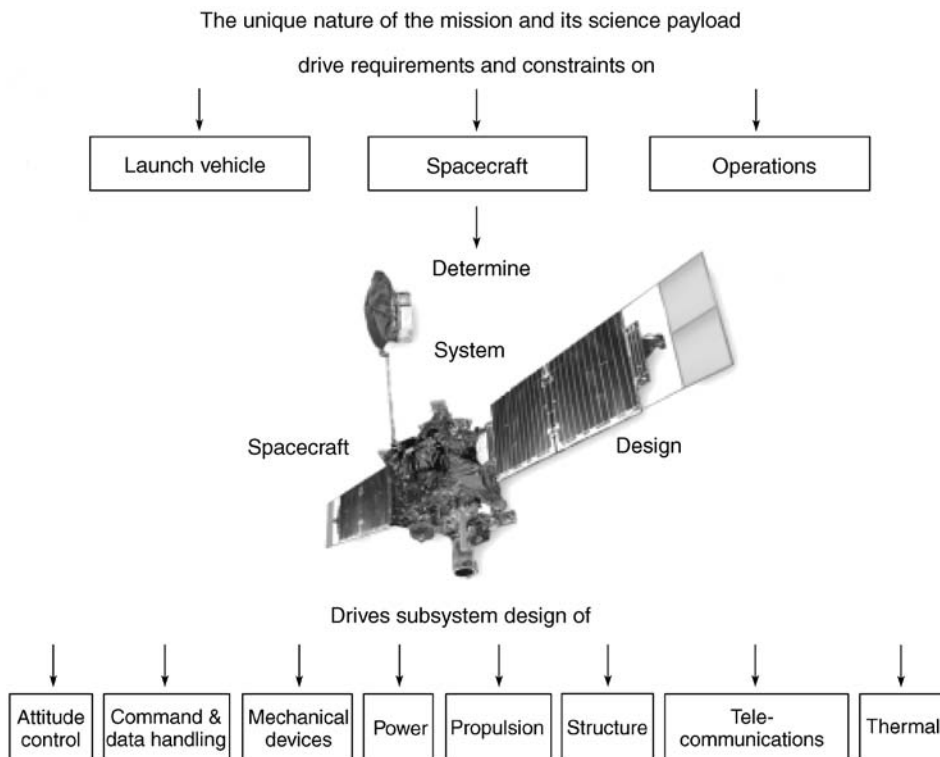 The unique nature of the mission and its science payload
drive requirements and constraints on
Launch vehicle
Spacecraft
Operations
Determine
System
Spacecraft
Design
Drives subsystem design of
Attitude
control
Command &
data handling
Mechanical
devices
Power
Propulsion
Structure
Tele-
communications
Thermal